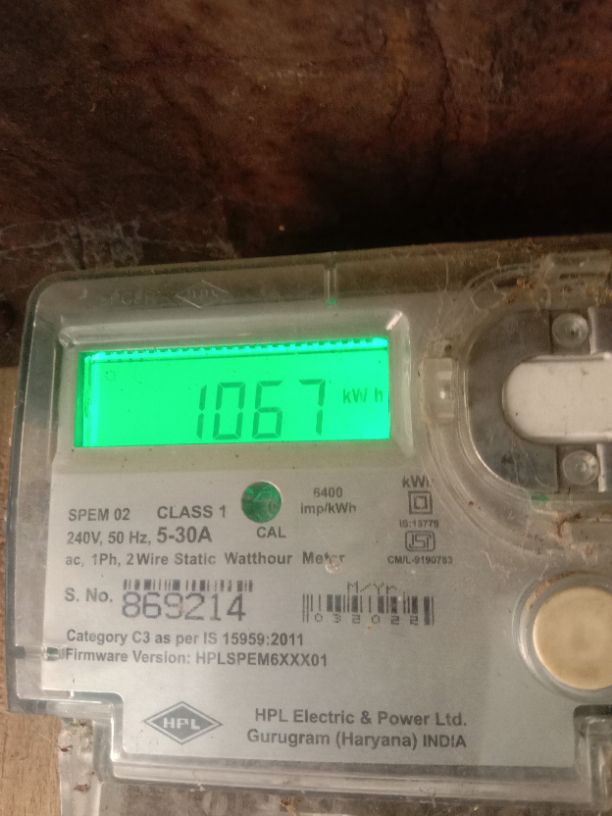 1067 kWh
SPEM 02 CLASS 1
6400
imp/kWh
kWh
240V, 50 Hz, 5-30A
CAL
IS:13779
ac, 1Ph, 2Wire Static Watthour Meter
CM/L-9190783
S. No. 869214
M/Yr
032022
Category C3 as per IS 15959:2011
Firmware Version: HPLSPEM6XXX01
HPL
HPL Electric & Power Ltd.
Gurugram (Haryana) INDIA